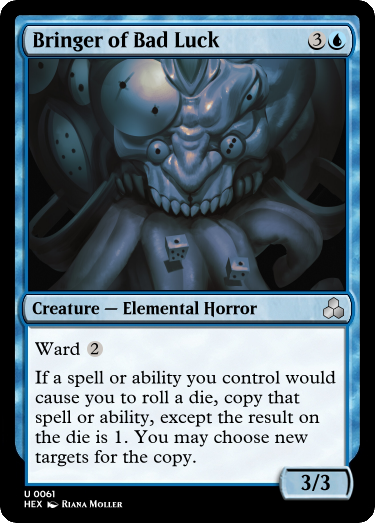 Bringer of Bad Luck 3
Creature — Elemental Horror
Ward 2
If a spell or ability you control would
cause you to roll a die, copy that
spell or ability, except the result on
the die is 1. You may choose new
targets for the copy.
3/3
U 0061
HEX Riana Moller